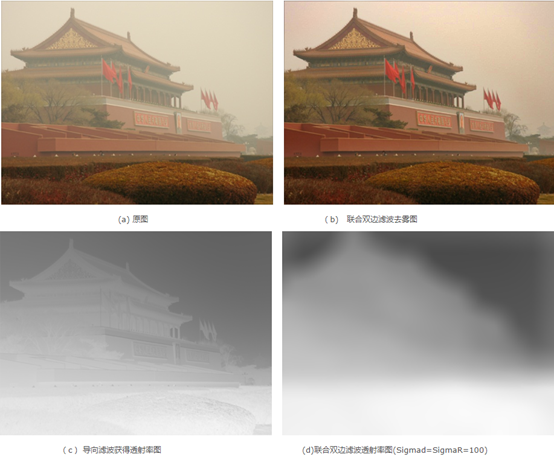 (a) 原图
( b)   联合双边滤波去雾图
( c )  导向滤波获得透射率图
(d)联合双边滤波透射率图(Sigmad=SigmaR=100)